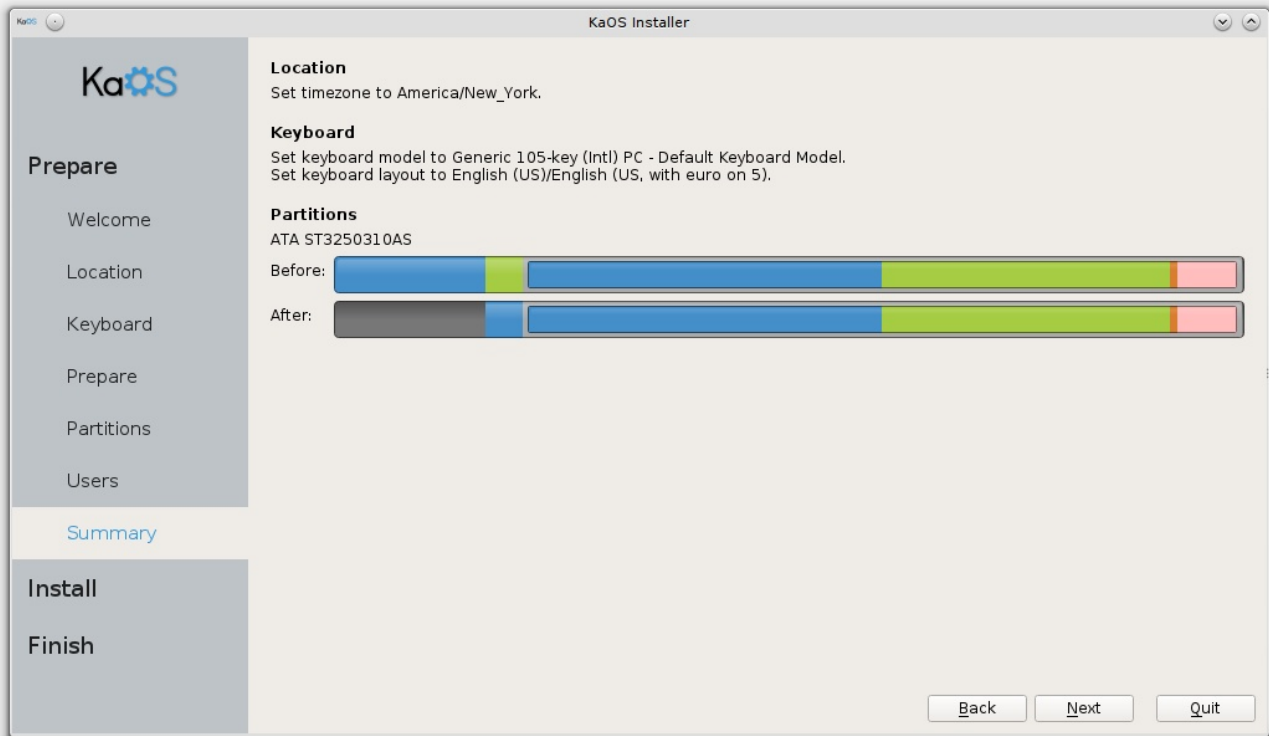 KaOS
KaOS Installer
KaOS
Prepare
Welcome
Location
Keyboard
Prepare
Partitions
Users
Summary
Install
Finish
Location
Set timezone to America/New_York.
Keyboard
Set keyboard model to Generic 105-key (Intl) PC - Default Keyboard Model.
Set keyboard layout to English (US)/English (US, with euro on 5).
Partitions
ATA ST3250310AS
Before:
After:
Back
Next
Quit